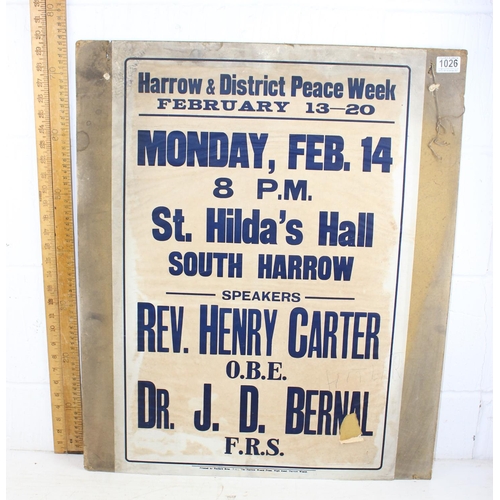 1026
Harrow & District Peace Week
FEBRUARY 13—20
MONDAY, FEB. 14
8 P.M.
St. Hilda's Hall
SOUTH HARROW
SPEAKERS
REV. HENRY CARTER
O.B.E.
DR. J. D. BERNAL
F.R.S.